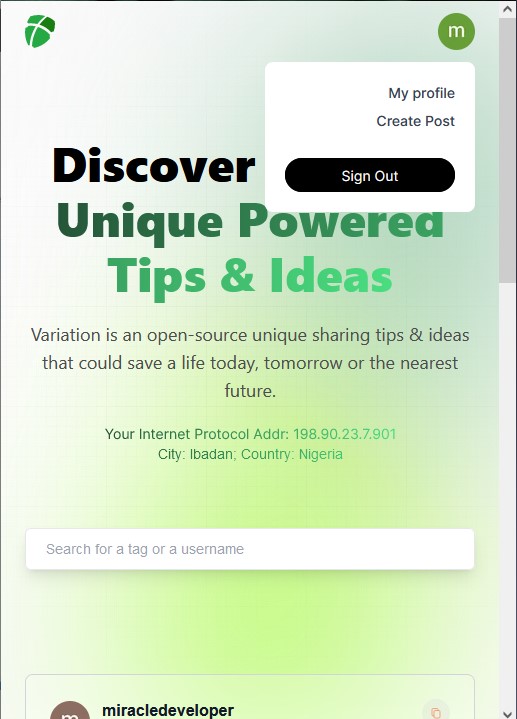 m
My profile
Create Post
Sign Out
Discover
Unique Powered
Tips & Ideas
Variation is an open-source unique sharing tips & ideas
that could save a life today, tomorrow or the nearest
future.
Your Internet Protocol Addr: 198.90.23.7.901
City: Ibadan; Country: Nigeria
Search for a tag or a username
m
miracledeveloper